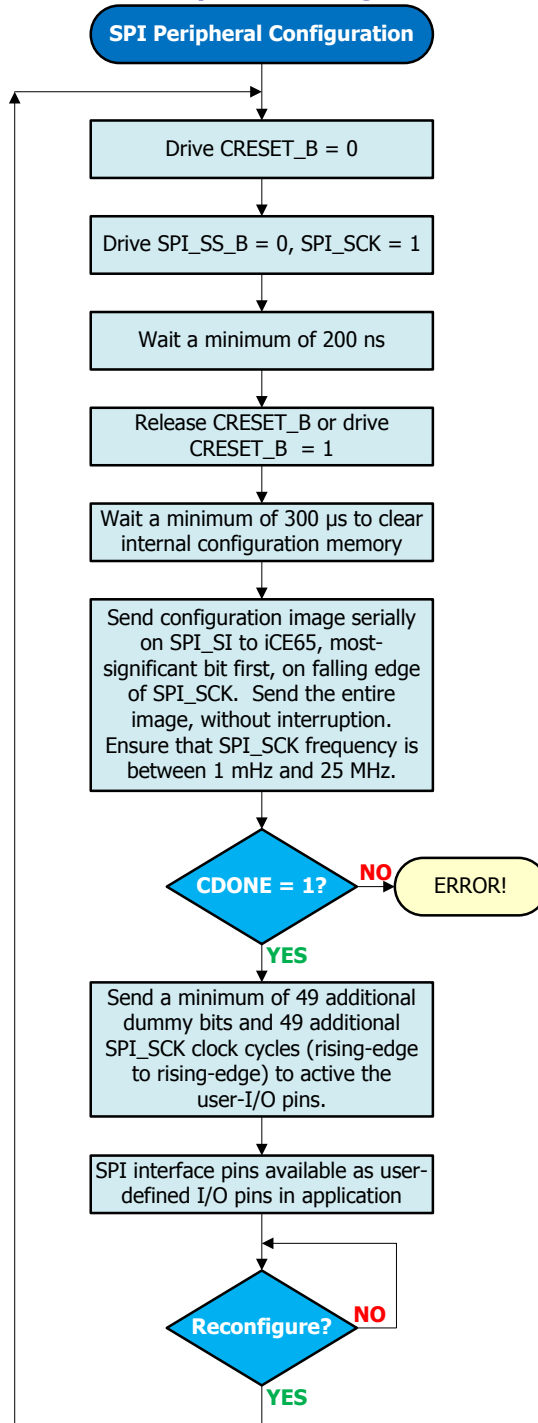 SPI Peripheral Configuration
Drive CRESET_B = 0
Drive SPI_SS_B = 0, SPI_SCK = 1
Wait a minimum of 200 ns
Release CRESET_B or drive
CRESET_B = 1
Wait a minimum of 300 µs to clear
internal configuration memory
Send configuration image serially
on SPI_SI to iCE65, most-
significant bit first, on falling edge
of SPI_SCK. Send the entire
image, without interruption.
Ensure that SPI_SCK frequency is
between 1 mHz and 25 MHz.
CDONE = 1?
NO
ERROR!
YES
Send a minimum of 49 additional
dummy bits and 49 additional
SPI_SCK clock cycles (rising-edge
to rising-edge) to active the
user-I/O pins.
SPI interface pins available as user-
defined I/O pins in application
Reconfigure?
NO
YES